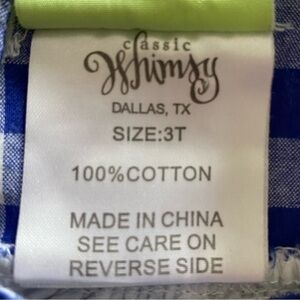 classic
Whimsy
DALLAS, TX
SIZE:3T
100%COTTON
MADE IN CHINA
SEE CARE ON
REVERSE SIDE